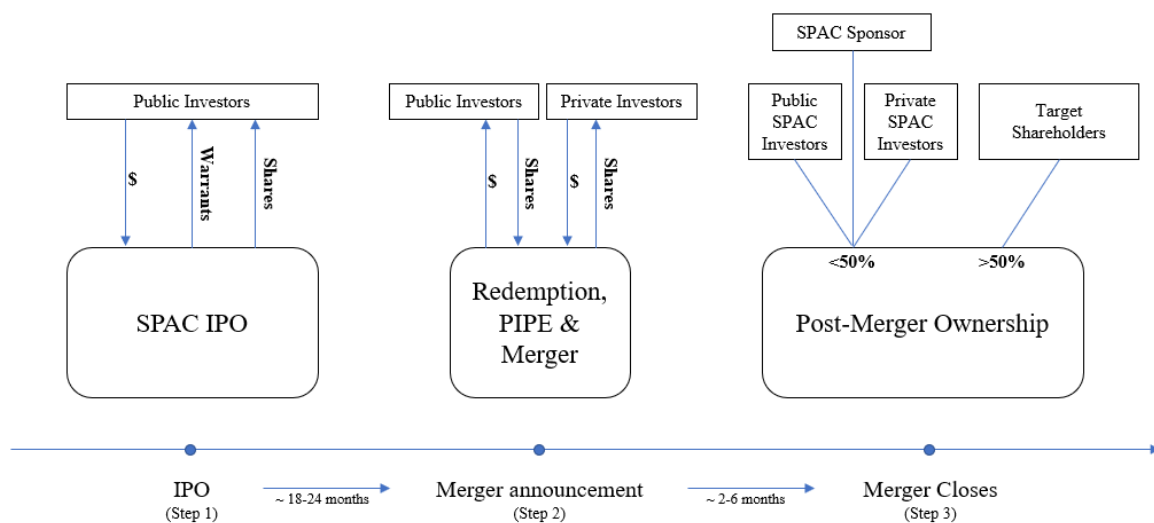 SPAC Sponsor
Public Investors
Public Investors
Private Investors
Public
SPAC
Investors
Private
SPAC
Investors
Target
Shareholders
$
Warrants
Shares
$
Shares
$
Shares
<50%
>50%
SPAC IPO
Redemption,
PIPE &
Merger
Post-Merger Ownership
IPO
(Step 1)
~ 18-24 months
Merger announcement
(Step 2)
~ 2-6 months
Merger Closes
(Step 3)